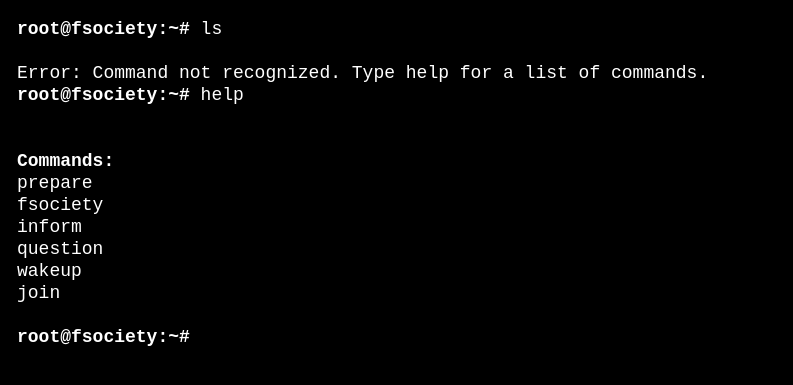 root@fsociety:~# ls
Error: Command not recognized. Type help for a list of commands.
root@fsociety:~# help
Commands:
prepare
fsociety
inform
question
wakeup
join
root@fsociety:~#